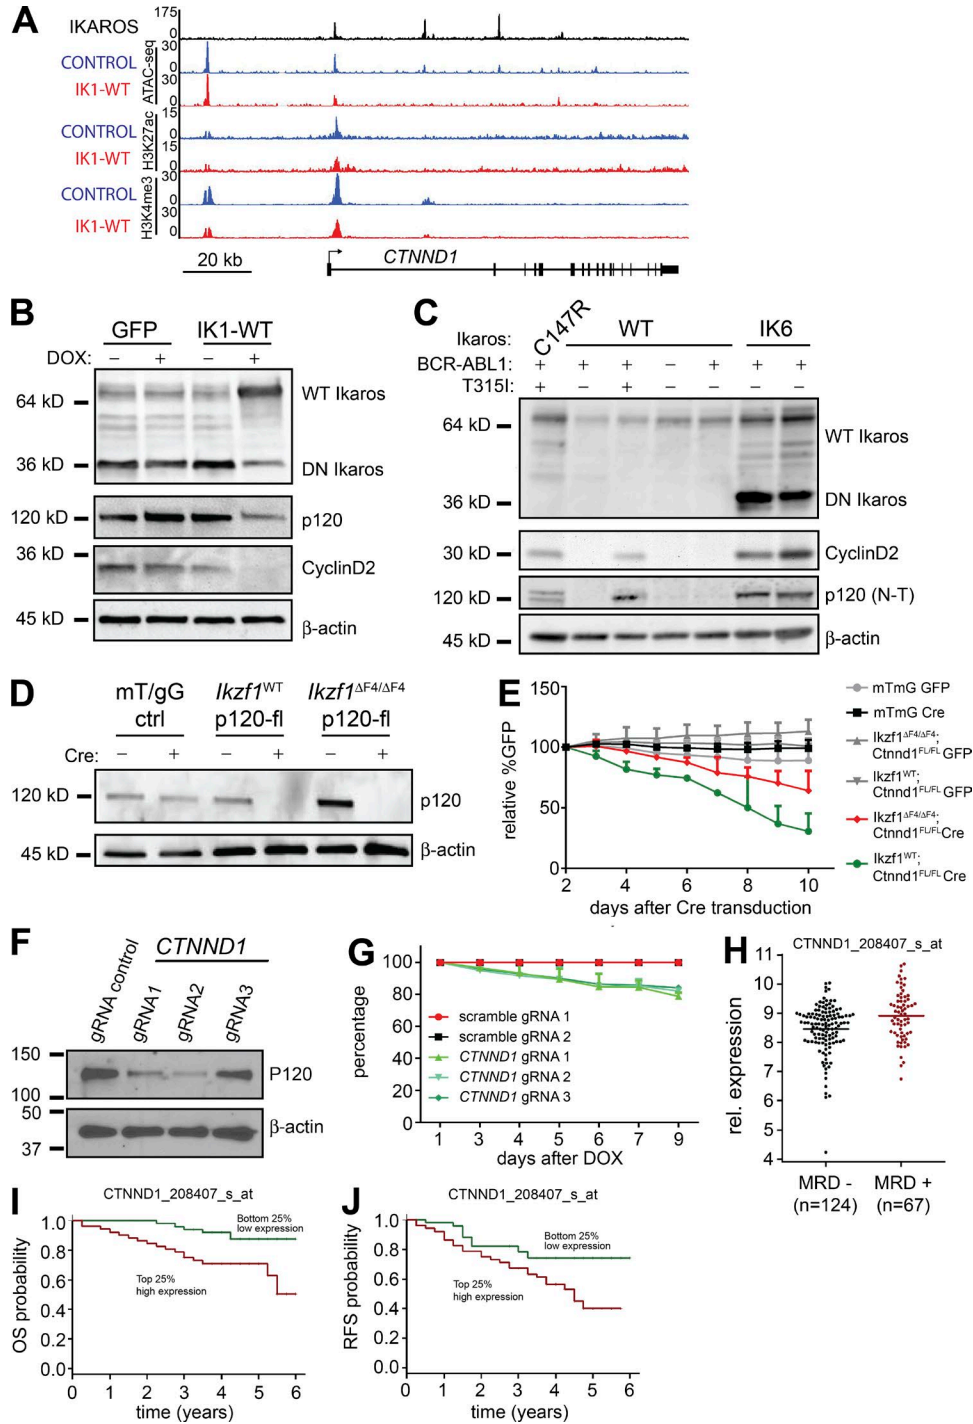 A
IKAROS
175
0
CONTROL
30
0
IK1-WT
30
0
ATAC-seq
CONTROL
15
0
IK1-WT
15
0
H3K27ac
CONTROL
30
0
IK1-WT
30
0
H3K4me3
20 kb
CTNND1
B
GFP IK1-WT
DOX: – + – +
64 kD
WT Ikaros
36 kD
DN Ikaros
120 kD
p120
36 kD
CyclinD2
45 kD
β-actin
C
Ikaros: C147R WT IK6
BCR-ABL1: + + + – + + +
T315I: + – + – – – –
64 kD
WT Ikaros
36 kD
DN Ikaros
30 kD
CyclinD2
120 kD
p120 (N-T)
45 kD
β-actin
D
mT/gG ctrl
Ikzf1WT p120-fl
Ikzf1ΔF4/ΔF4 p120-fl
Cre: – + – + – +
120 kD
p120
45 kD
β-actin
E
relative %GFP
150
100
50
0
2 4 6 8 10
days after Cre transduction
mTmG GFP
mTmG Cre
Ikzf1ΔF4/ΔF4;
Ctnnd1FL/FL GFP
Ikzf1WT;
Ctnnd1FL/FL GFP
Ikzf1ΔF4/ΔF4;
Ctnnd1FL/FL Cre
Ikzf1WT;
Ctnnd1FL/FL Cre
F
CTNND1
gRNA control
gRNA1
gRNA2
gRNA3
150
100
P120
50
37
β-actin
G
percentage
100
80
60
40
20
0
scramble gRNA 1
scramble gRNA 2
CTNND1 gRNA 1
CTNND1 gRNA 2
CTNND1 gRNA 3
1 3 4 5 6 7 9
days after DOX
H
CTNND1_208407_s_at
rel. expression
11
10
9
8
7
6
5
4
MRD - MRD +
(n=124) (n=67)
I
CTNND1_208407_s_at
OS probability
1.0
0.8
0.6
0.4
0.2
0.0
Bottom 25%
low expression
Top 25%
high expression
0 1 2 3 4 5 6
time (years)
J
CTNND1_208407_s_at
RFS probability
1.0
0.8
0.6
0.4
0.2
0.0
Bottom 25%
low expression
Top 25%
high expression
0 1 2 3 4 5 6
time (years)